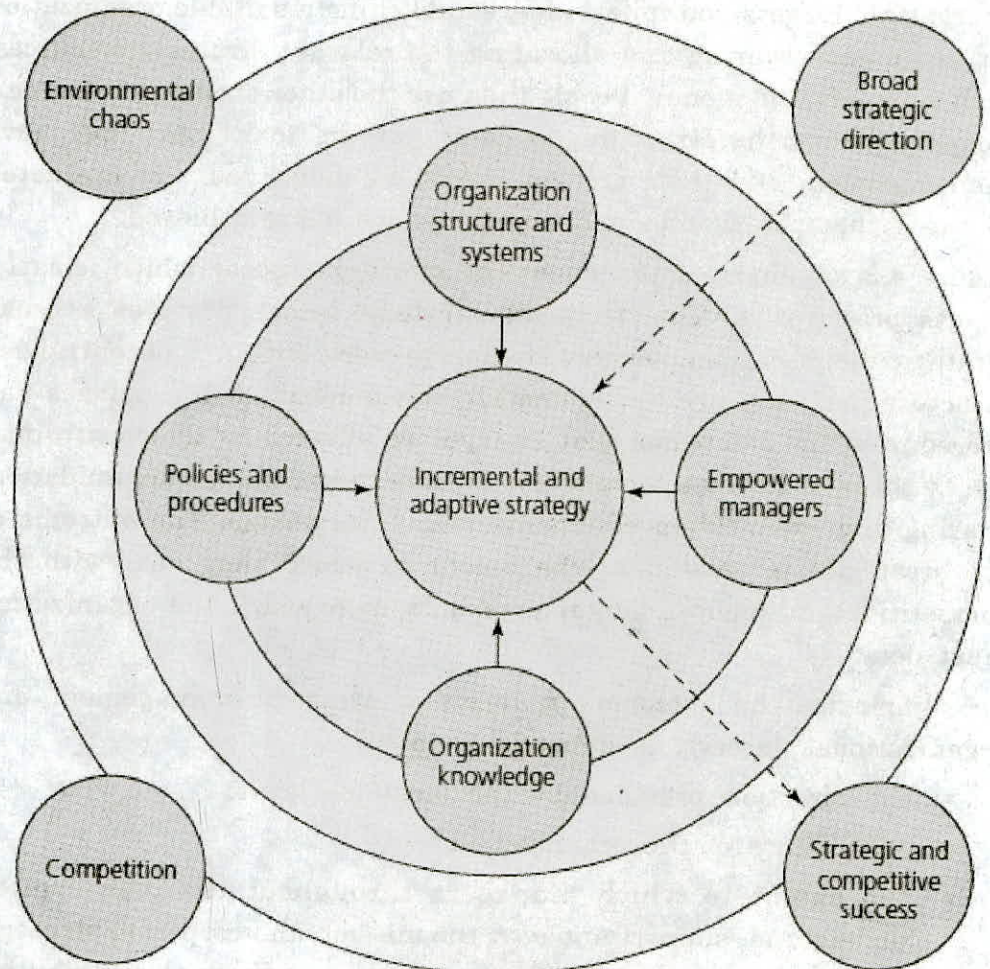 Environmental
chaos
Broad
strategic
direction
Organization
structure and
systems
Policies and
procedures
Incremental and
adaptive strategy
Empowered
managers
Organization
knowledge
Competition
Strategic and
competitive
success